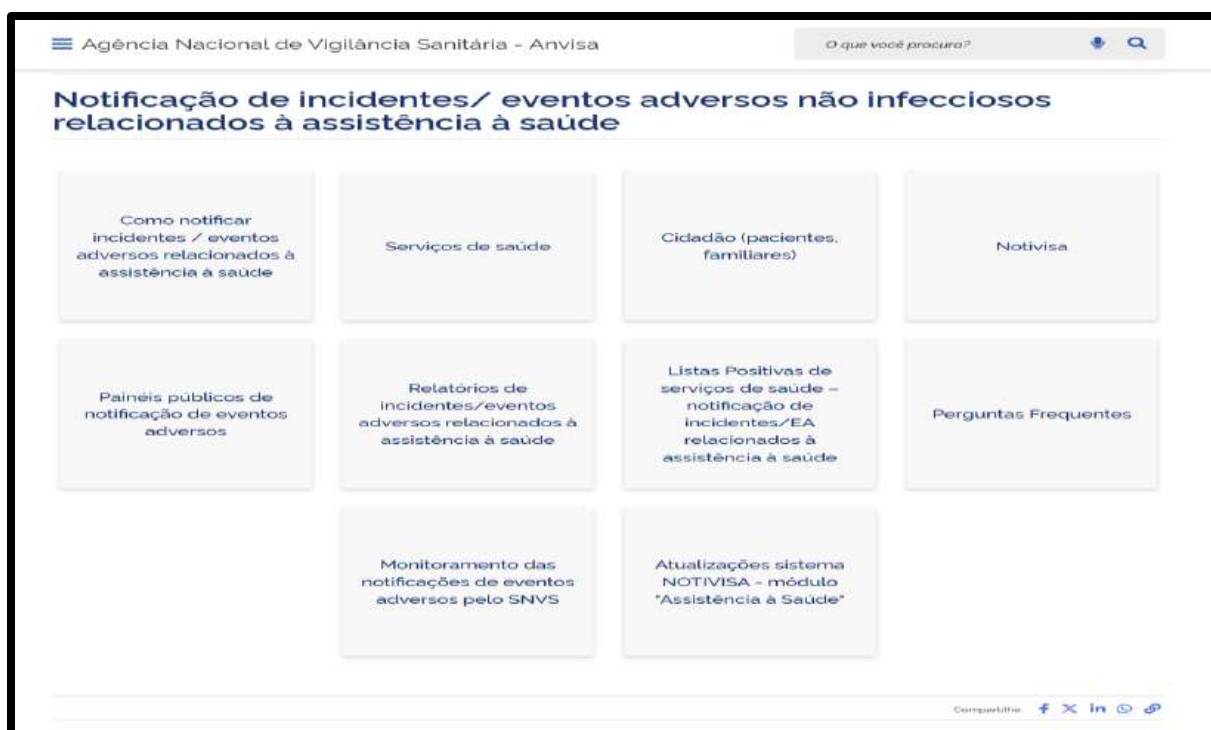 Agência Nacional de Vigilância Sanitária - Anvisa
O que você procura?
Notificação de incidentes/ eventos adversos não infecciosos
relacionados à assistência à saúde
Como notificar
incidentes / eventos
adversos relacionados à
assistência à saúde
Serviços de saúde
Cidadão (pacientes,
familiares)
Notivisa
Painéis públicos de
notificação de eventos
adversos
Relatórios de
incidentes/eventos
adversos relacionados à
assistência à saúde
Listas Positivas de
serviços de saúde –
notificação de
incidentes/EA
relacionados à
assistência à saúde
Perguntas Frequentes
Monitoramento das
notificações de eventos
adversos pelo SNVS
Atualizações sistema
NOTIVISA - módulo
"Assistência à Saúde"
Compartilhe: